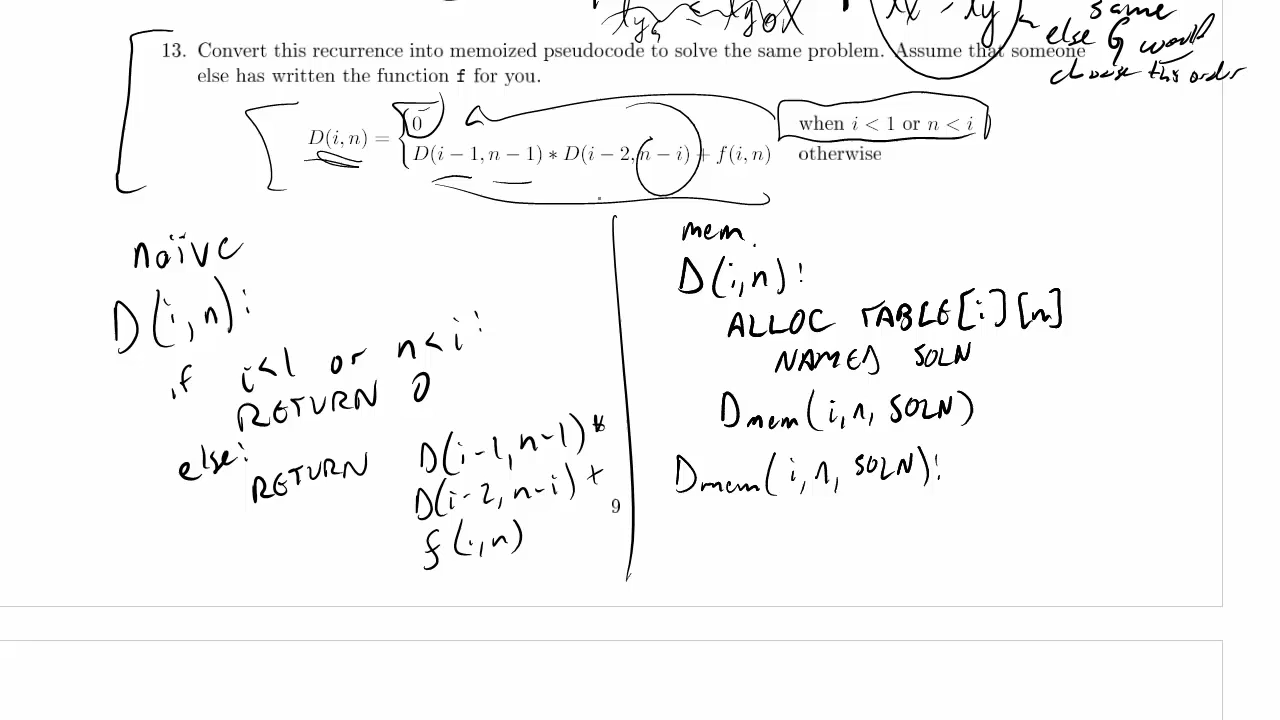 same
else G would
choose this order
13. Convert this recurrence into memoized pseudocode to solve the same problem. Assume that someone
else has written the function f for you.
D(i, n) = { 0 when i < 1 or n < i
D(i − 1, n − 1) ∗ D(i − 2, n − i) + f(i, n) otherwise
naïve
D(i, n):
if i<1 or n<i:
RETURN 0
else:
RETURN D(i-1, n-1) *
D(i-2, n-i) +
f(i, n)
mem.
D(i, n):
ALLOC TABLE[i][n]
NAMED SOLN
Dmem(i, n, SOLN)
Dmem(i, n, SOLN):
9